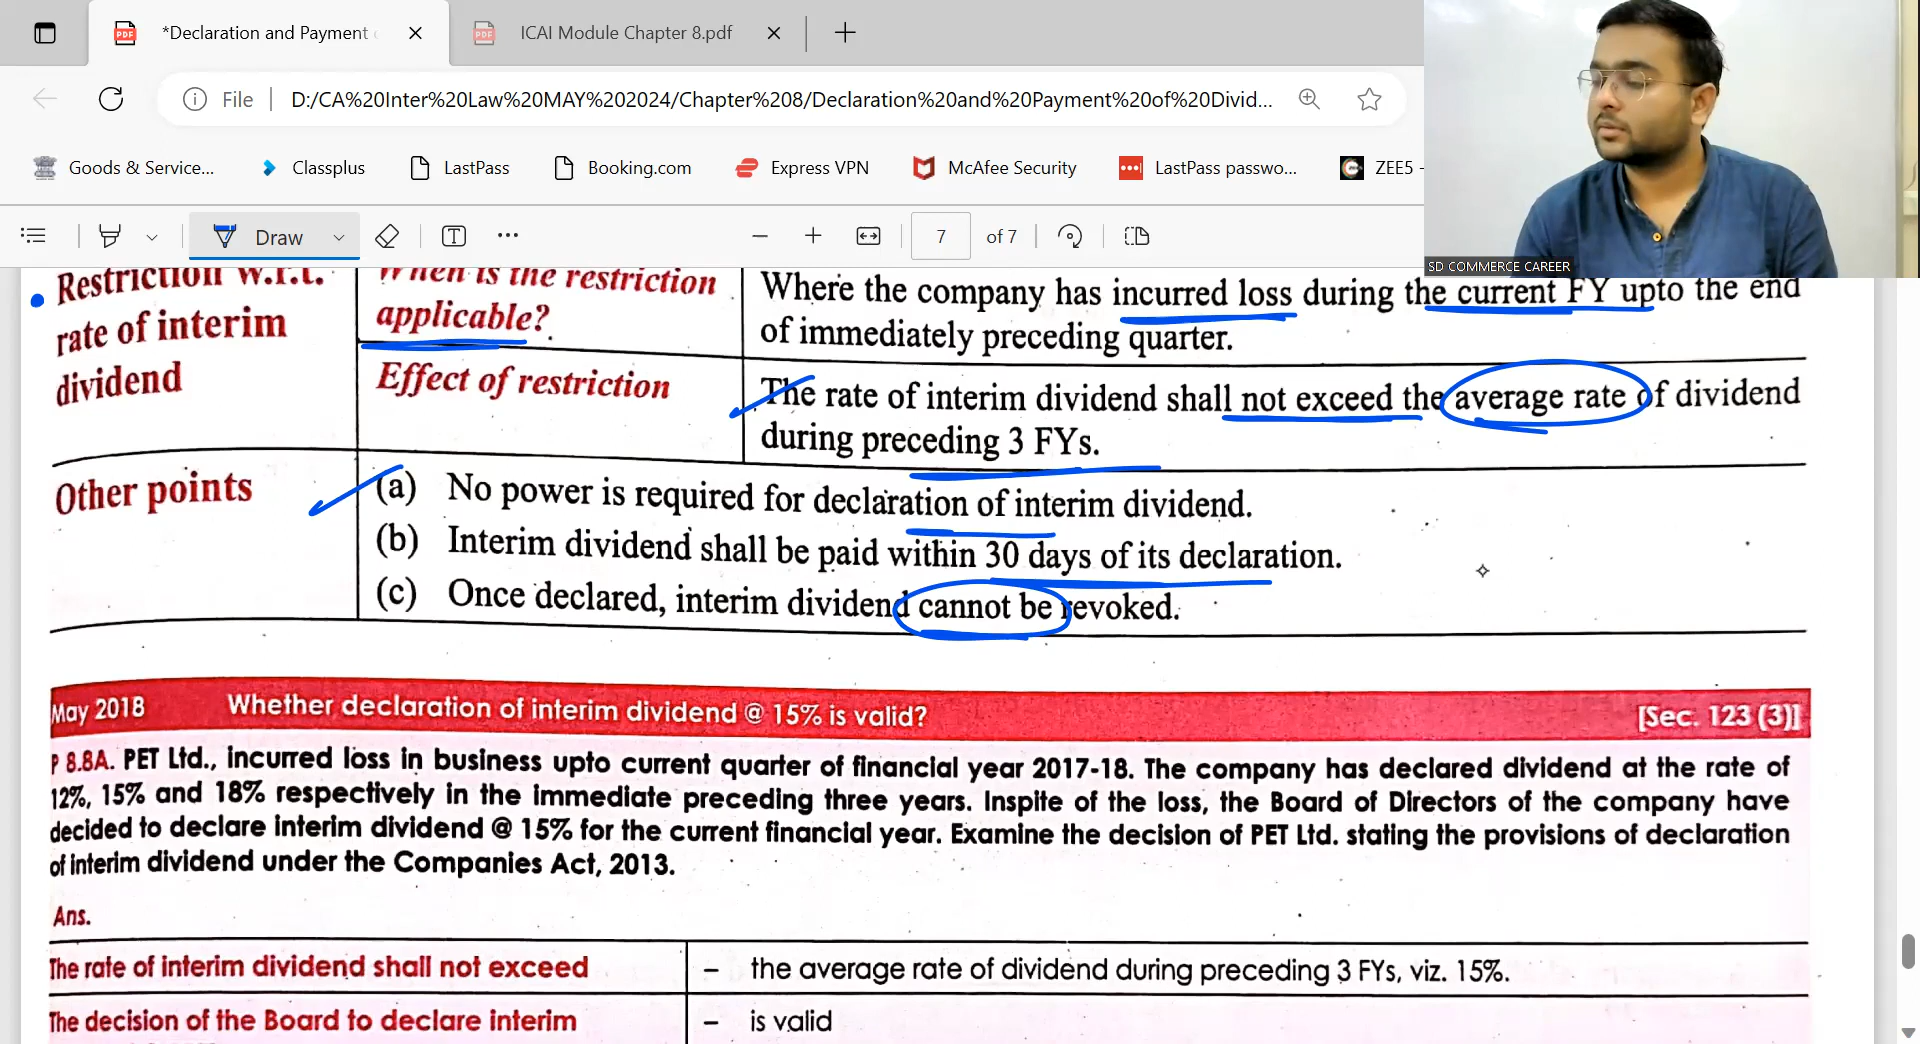 *Declaration and Payment
ICAI Module Chapter 8.pdf
File
D:/CA%20Inter%20Law%20MAY%202024/Chapter%208/Declaration%20and%20Payment%20of%20Divid...
Goods & Service...
Classplus
LastPass
Booking.com
Express VPN
McAfee Security
LastPass passwo...
ZEE5 -
Draw
7
of 7
SD COMMERCE CAREER
Restriction w.r.t.
rate of interim
dividend
When is the restriction
applicable?
Where the company has incurred loss during the current FY upto the end
of immediately preceding quarter.
Effect of restriction
The rate of interim dividend shall not exceed the average rate of dividend
during preceding 3 FYs.
Other points
(a) No power is required for declaration of interim dividend.
(b) Interim dividend shall be paid within 30 days of its declaration.
(c) Once declared, interim dividend cannot be revoked.
May 2018 Whether declaration of interim dividend @ 15% is valid? [Sec. 123 (3)]
P 8.8A. PET Ltd., incurred loss in business upto current quarter of financial year 2017-18. The company has declared dividend at the rate of
12%, 15% and 18% respectively in the immediate preceding three years. Inspite of the loss, the Board of Directors of the company have
decided to declare interim dividend @ 15% for the current financial year. Examine the decision of PET Ltd. stating the provisions of declaration
of interim dividend under the Companies Act, 2013.
Ans.
The rate of interim dividend shall not exceed – the average rate of dividend during preceding 3 FYs, viz. 15%.
The decision of the Board to declare interim – is valid